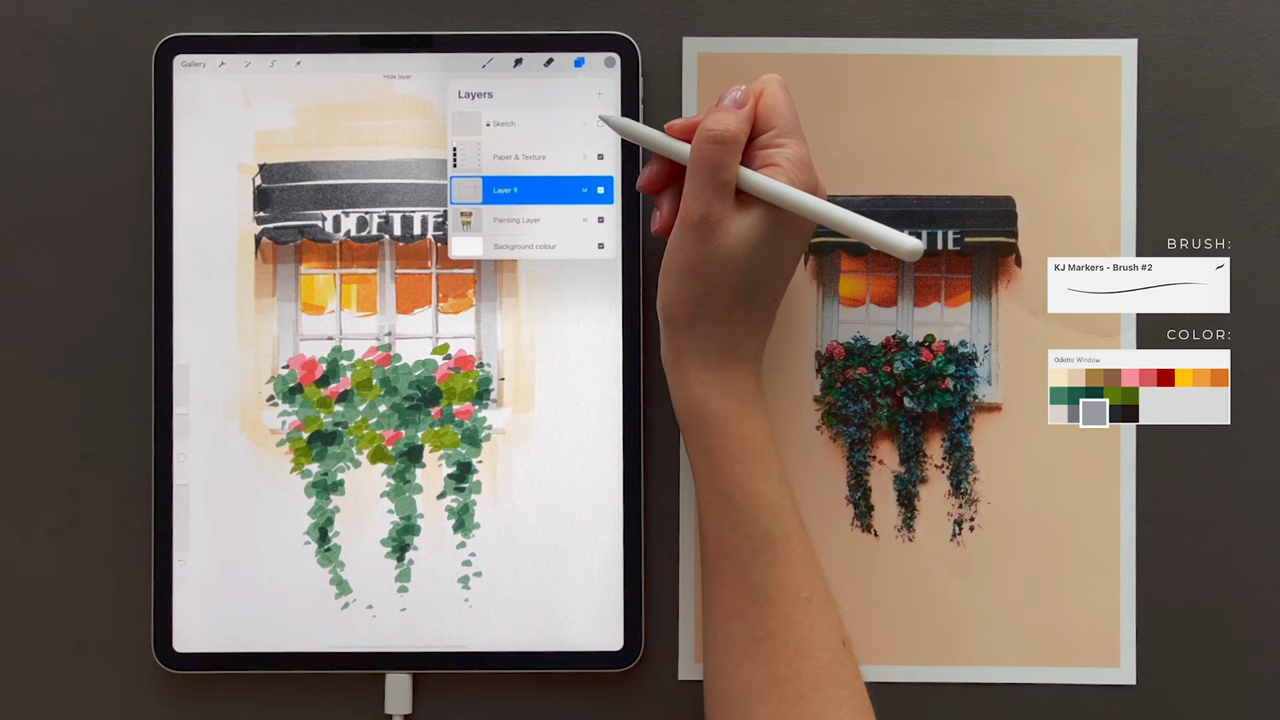 Gallery
Hide layer
Layers
Sketch
Paper & Texture
Layer 9
M
Painting Layer
N
Background colour
ODETTE
ETTE
BRUSH:
KJ Markers - Brush #2
COLOR:
Odette Window